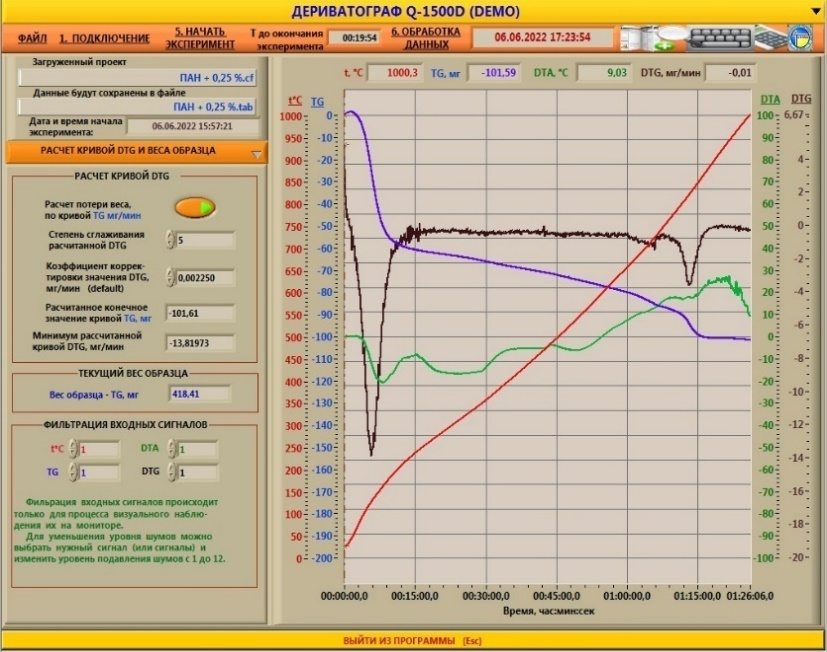 ДЕРИВАТОГРАФ Q-1500D (DEMO)
ФАЙЛ 1. ПОДКЛЮЧЕНИЕ 5. НАЧАТЬ ЭКСПЕРИМЕНТ T до окончания эксперимента 00:19:54 6. ОБРАБОТКА ДАННЫХ 06.06.2022 17:23:54
Загруженный проект
ПАН + 0,25 %.cf
Данные будут сохранены в файле
ПАН + 0,25 %.tab
Дата и время начала эксперимента: 06.06.2022 15:57:21
РАСЧЕТ КРИВОЙ DTG И ВЕСА ОБРАЗЦА
РАСЧЕТ КРИВОЙ DTG
Расчет потери веса,
по кривой TG мг/мин
Степень сглаживания
расчитанной DTG
5
Коэффициент коррек-
тировки значения DTG,
мг/мин (default)
0,002250
Расчитанное конечное
значение кривой TG, мг
-101,61
Минимум рассчитанной
кривой DTG, мг/мин
-13,81973
ТЕКУЩИЙ ВЕС ОБРАЗЦА
Вес образца - TG, мг 418,41
ФИЛЬТРАЦИЯ ВХОДНЫХ СИГНАЛОВ
t°C 1 DTA 1
TG 1 DTG 1
Фильрация входных сигналов происходит
только для процесса визуального наблю-
дения их на мониторе.
Для уменьшения уровня шумов можно
выбрать нужный сигнал (или сигналы) и
изменить уровень подавления шумов с 1 до 12.
t, °C 1000,3 TG, мг -101,59 DTA, °C 9,03 DTG, мг/мин -0,01
t°C TG DTA DTG
1000 0 100 6,67
950 -10 90
900 -20 80 4
850 -30 70
800 -40 60 2
750 -50 50 0
700 -60 40
650 -70 30 -2
600 -80 20 -4
550 -90 10
500 -100 0 -6
450 -110 -10 -8
400 -120 -20
350 -130 -30 -10
300 -140 -40 -12
250 -150 -50
200 -160 -60 -14
150 -170 -70 -16
100 -180 -80 -18
50 -190 -90
0 -200 -100 -20
00:00:00,0 00:15:00,0 00:30:00,0 00:45:00,0 01:00:00,0 01:15:00,0 01:26:06,0
Время, час:мин:сек
ВЫЙТИ ИЗ ПРОГРАММЫ (Esc)